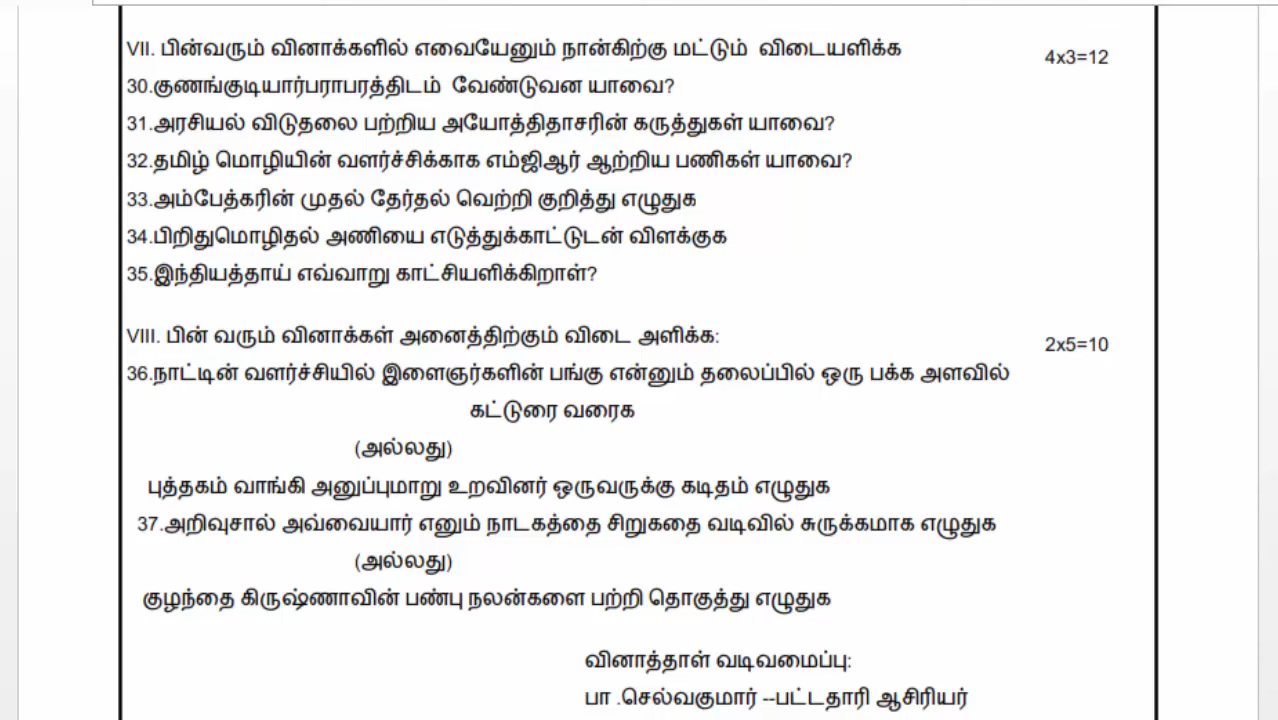 VII. பின்வரும் வினாக்களில் எவையேனும் நான்கிற்கு மட்டும் விடையளிக்க 4x3=12
30.குணங்குடியார்பராபரத்திடம் வேண்டுவன யாவை?
31.அரசியல் விடுதலை பற்றிய அயோத்திதாசரின் கருத்துகள் யாவை?
32.தமிழ் மொழியின் வளர்ச்சிக்காக எம்ஜிஆர் ஆற்றிய பணிகள் யாவை?
33.அம்பேத்கரின் முதல் தேர்தல் வெற்றி குறித்து எழுதுக
34.பிறிதுமொழிதல் அணியை எடுத்துக்காட்டுடன் விளக்குக
35.இந்தியத்தாய் எவ்வாறு காட்சியளிக்கிறாள்?
VIII. பின் வரும் வினாக்கள் அனைத்திற்கும் விடை அளிக்க: 2x5=10
36.நாட்டின் வளர்ச்சியில் இளைஞர்களின் பங்கு என்னும் தலைப்பில் ஒரு பக்க அளவில்
கட்டுரை வரைக
(அல்லது)
புத்தகம் வாங்கி அனுப்புமாறு உறவினர் ஒருவருக்கு கடிதம் எழுதுக
37.அறிவுசால் அவ்வையார் எனும் நாடகத்தை சிறுகதை வடிவில் சுருக்கமாக எழுதுக
(அல்லது)
குழந்தை கிருஷ்ணாவின் பண்பு நலன்களை பற்றி தொகுத்து எழுதுக
வினாத்தாள் வடிவமைப்பு:
பா .செல்வகுமார் --பட்டதாரி ஆசிரியர்